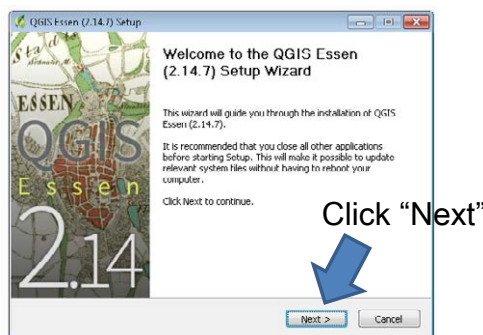 QGIS Essen (2.14.7) Setup
Welcome to the QGIS Essen
(2.14.7) Setup Wizard
This wizard will guide you through the installation of QGIS
Essen (2.14.7).
It is recommended that you close all other applications
before starting Setup. This will make it possible to update
relevant system files without having to reboot your
computer.
Click Next to continue.
ESSEN
QGIS
Essen
2.14
Click “Next”
Next >
Cancel